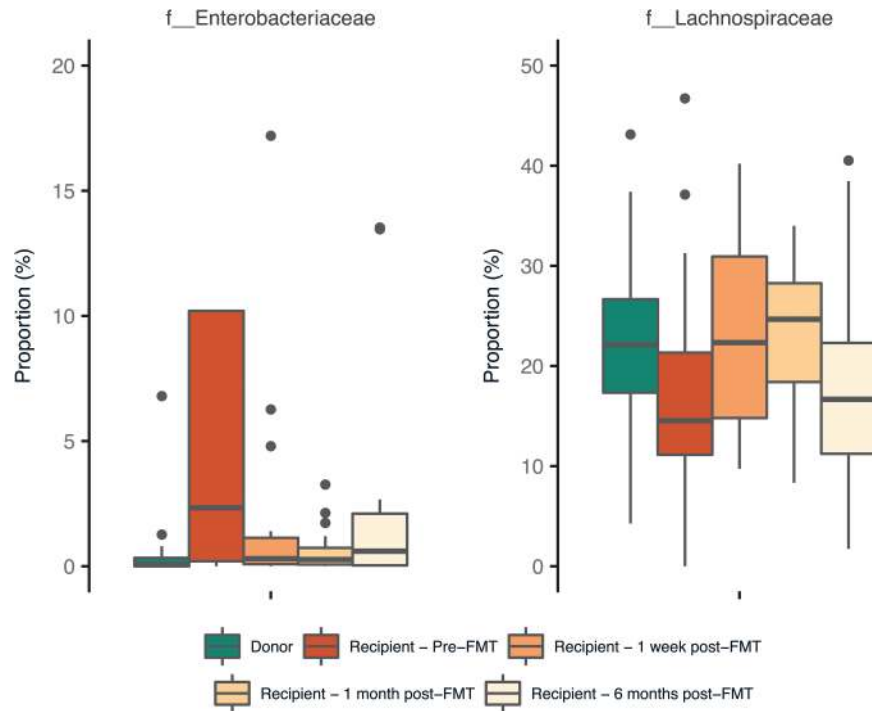 f__Enterobacteriaceae
f__Lachnospiraceae
Proportion (%)
20
15
10
5
0
Proportion (%)
50
40
30
20
10
0
Donor
Recipient – Pre–FMT
Recipient – 1 week post–FMT
Recipient – 1 month post–FMT
Recipient – 6 months post–FMT